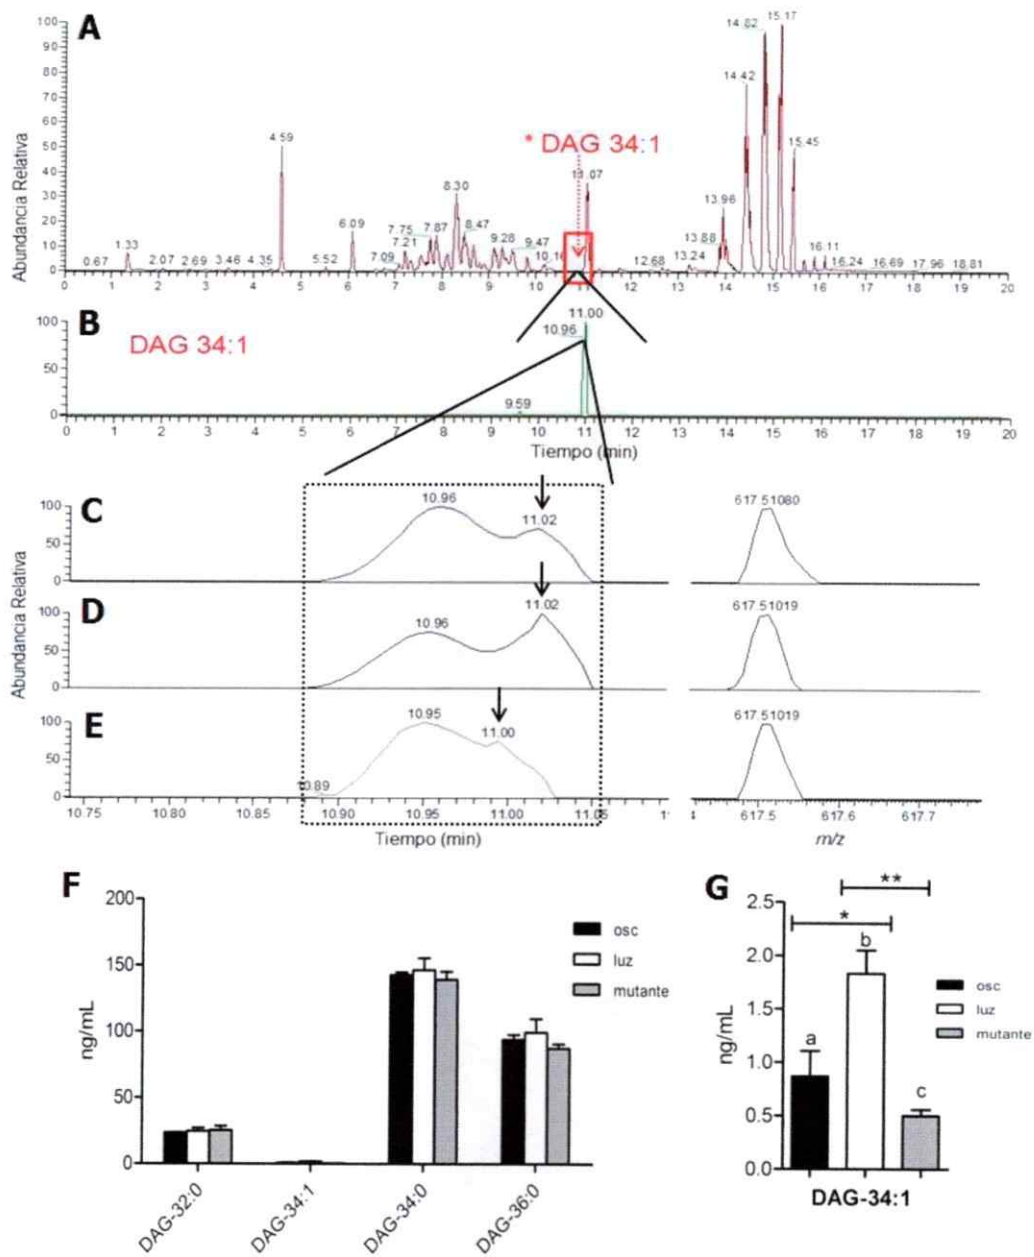 A
Abundancia Relativa
100
90
80
70
60
50
40
30
20
10
0
0.67
1.33
2.07
2.69
3.46
4.35
4.59
5.52
6.09
7.09
7.21
7.75
7.87
8.30
8.47
9.28
9.47
* DAG 34:1
11.07
12.68
13.24
13.88
13.96
14.42
14.82
15.17
15.45
16.11
16.24
16.69
17.96
18.81
0 1 2 3 4 5 6 7 8 9 10 11 12 13 14 15 16 17 18 19 20
B
DAG 34:1
100
50
0
9.59
10.96
11.00
0 1 2 3 4 5 6 7 8 9 10 11 12 13 14 15 16 17 18 19 20
Tiempo (min)
Abundancia Relativa
C
100
50
0
10.96
11.02
617.51080
D
100
50
0
10.96
11.02
617.51019
E
100
50
0
10.89
10.95
11.00
617.51019
10.75 10.80 10.85 10.90 10.95 11.00 11.05
Tiempo (min)
617.5 617.6 617.7
m/z
F
ng/mL
200
150
100
50
0
osc
luz
mutante
DAG-32:0
DAG-34:1
DAG-34:0
DAG-36:0
G
ng/mL
2.5
2.0
1.5
1.0
0.5
0.0
**
*
a
b
c
osc
luz
mutante
DAG-34:1